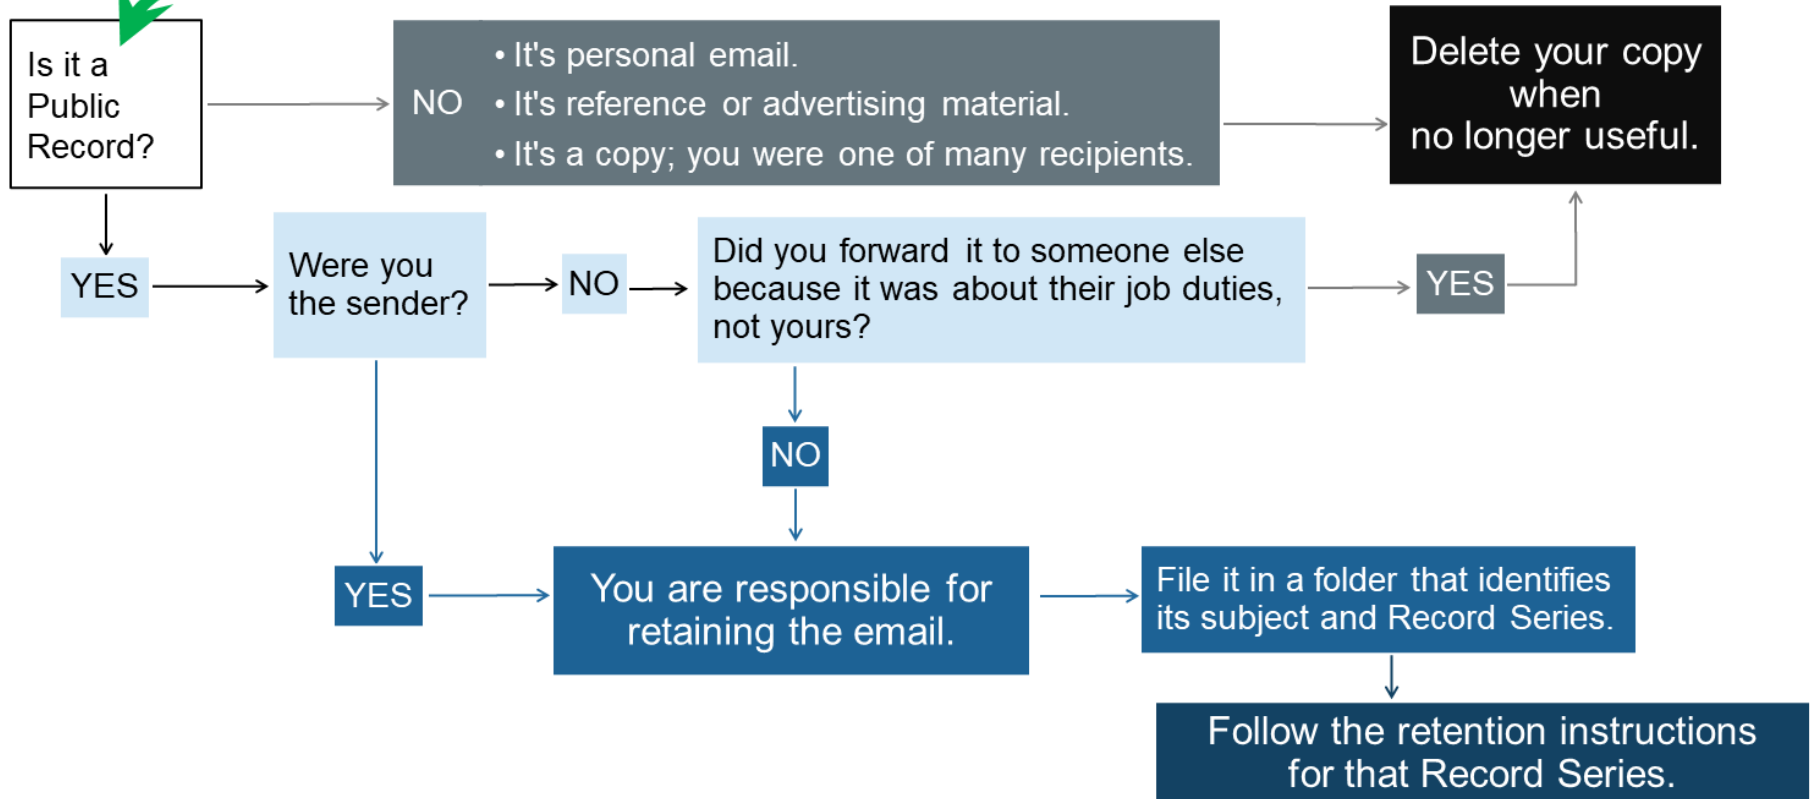 Is it a
Public
Record?
NO
• It's personal email.
• It's reference or advertising material.
• It's a copy; you were one of many recipients.
Delete your copy
when
no longer useful.
YES
Were you
the sender?
NO
Did you forward it to someone else
because it was about their job duties,
not yours?
YES
NO
YES
You are responsible for
retaining the email.
File it in a folder that identifies
its subject and Record Series.
Follow the retention instructions
for that Record Series.